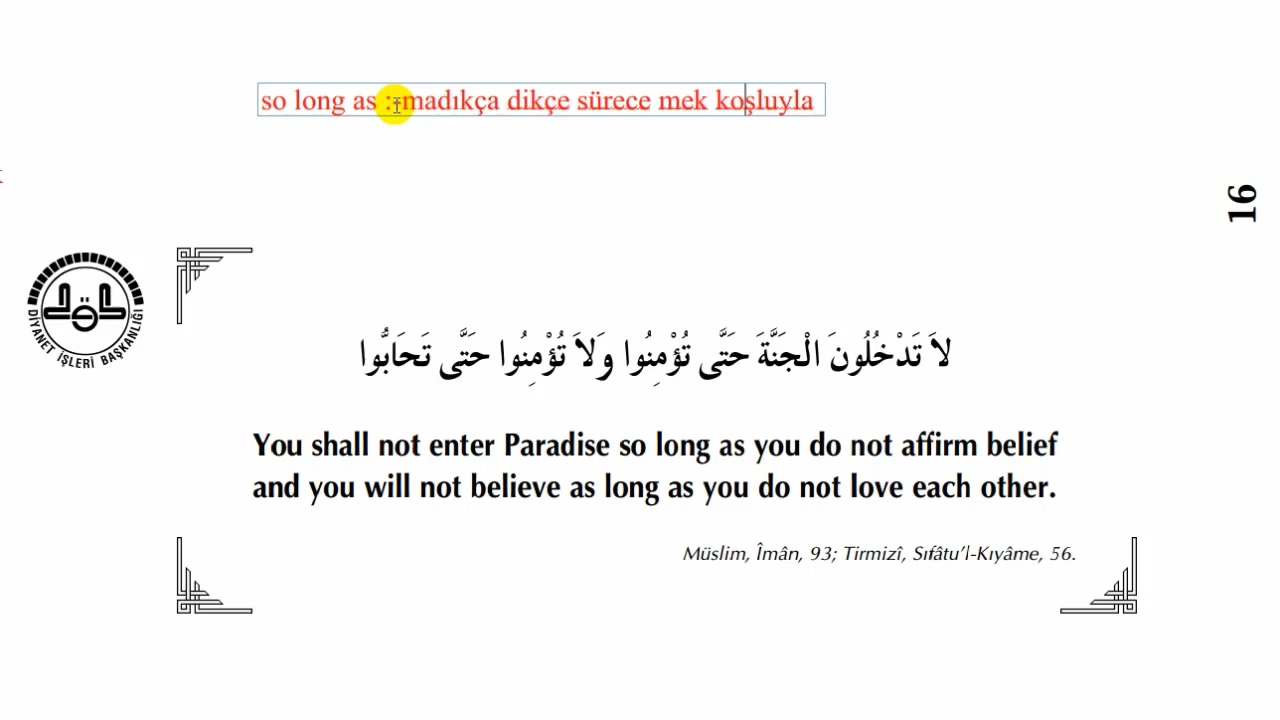 so long as : madıkça dikçe sürece mek koşluyla
16
DİYANET İŞLERİ BAŞKANLIĞI
لاَ تَدْخُلُونَ الْجَنَّةَ حَتَّى تُؤْمِنُوا وَلاَ تُؤْمِنُوا حَتَّى تَحَابُّوا
You shall not enter Paradise so long as you do not affirm belief
and you will not believe as long as you do not love each other.
Müslim, Îmân, 93; Tirmizî, Sıfâtu’l-Kıyâme, 56.